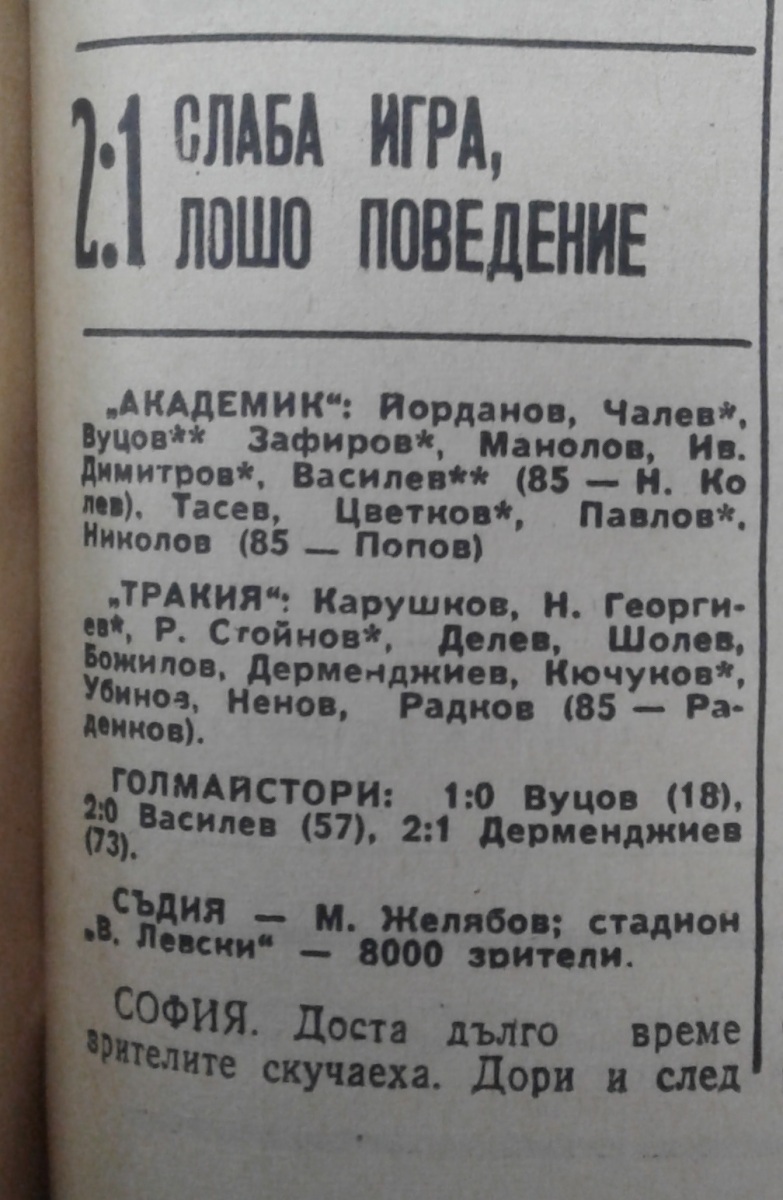 2:1 СЛАБА ИГРА,
ЛОШО ПОВЕДЕНИЕ
„АКАДЕМИК“: Йорданов, Чалев*,
Вуцов** Зафиров*, Манолов, Ив.
Димитров*, Василев** (85 — Н. Ко
лев), Тасев, Цветков*, Павлов*,
Николов (85 — Попов)
„ТРАКИЯ“: Карушков, Н. Георги-
ев*, Р. Стойнов*, Делев, Шолев,
Божилов, Дерменджиев, Кючуков*,
Убинов, Ненов, Радков (85 — Ра-
денков).
ГОЛМАЙСТОРИ: 1:0 Вуцов (18),
2:0 Василев (57), 2:1 Дерменджиев
(73).
СЪДИЯ — М. Желябов; стадион
„В. Левски“ — 8000 зрители.
СОФИЯ. Доста дълго време
зрителите скучаеха. Дори и след